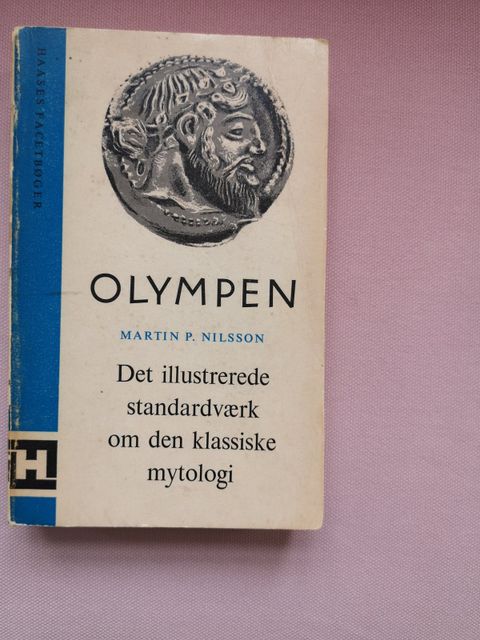 HAASES FACETBØGER
OLYMPEN
MARTIN P. NILSSON
Det illustrerede
standardværk
om den klassiske
mytologi
H